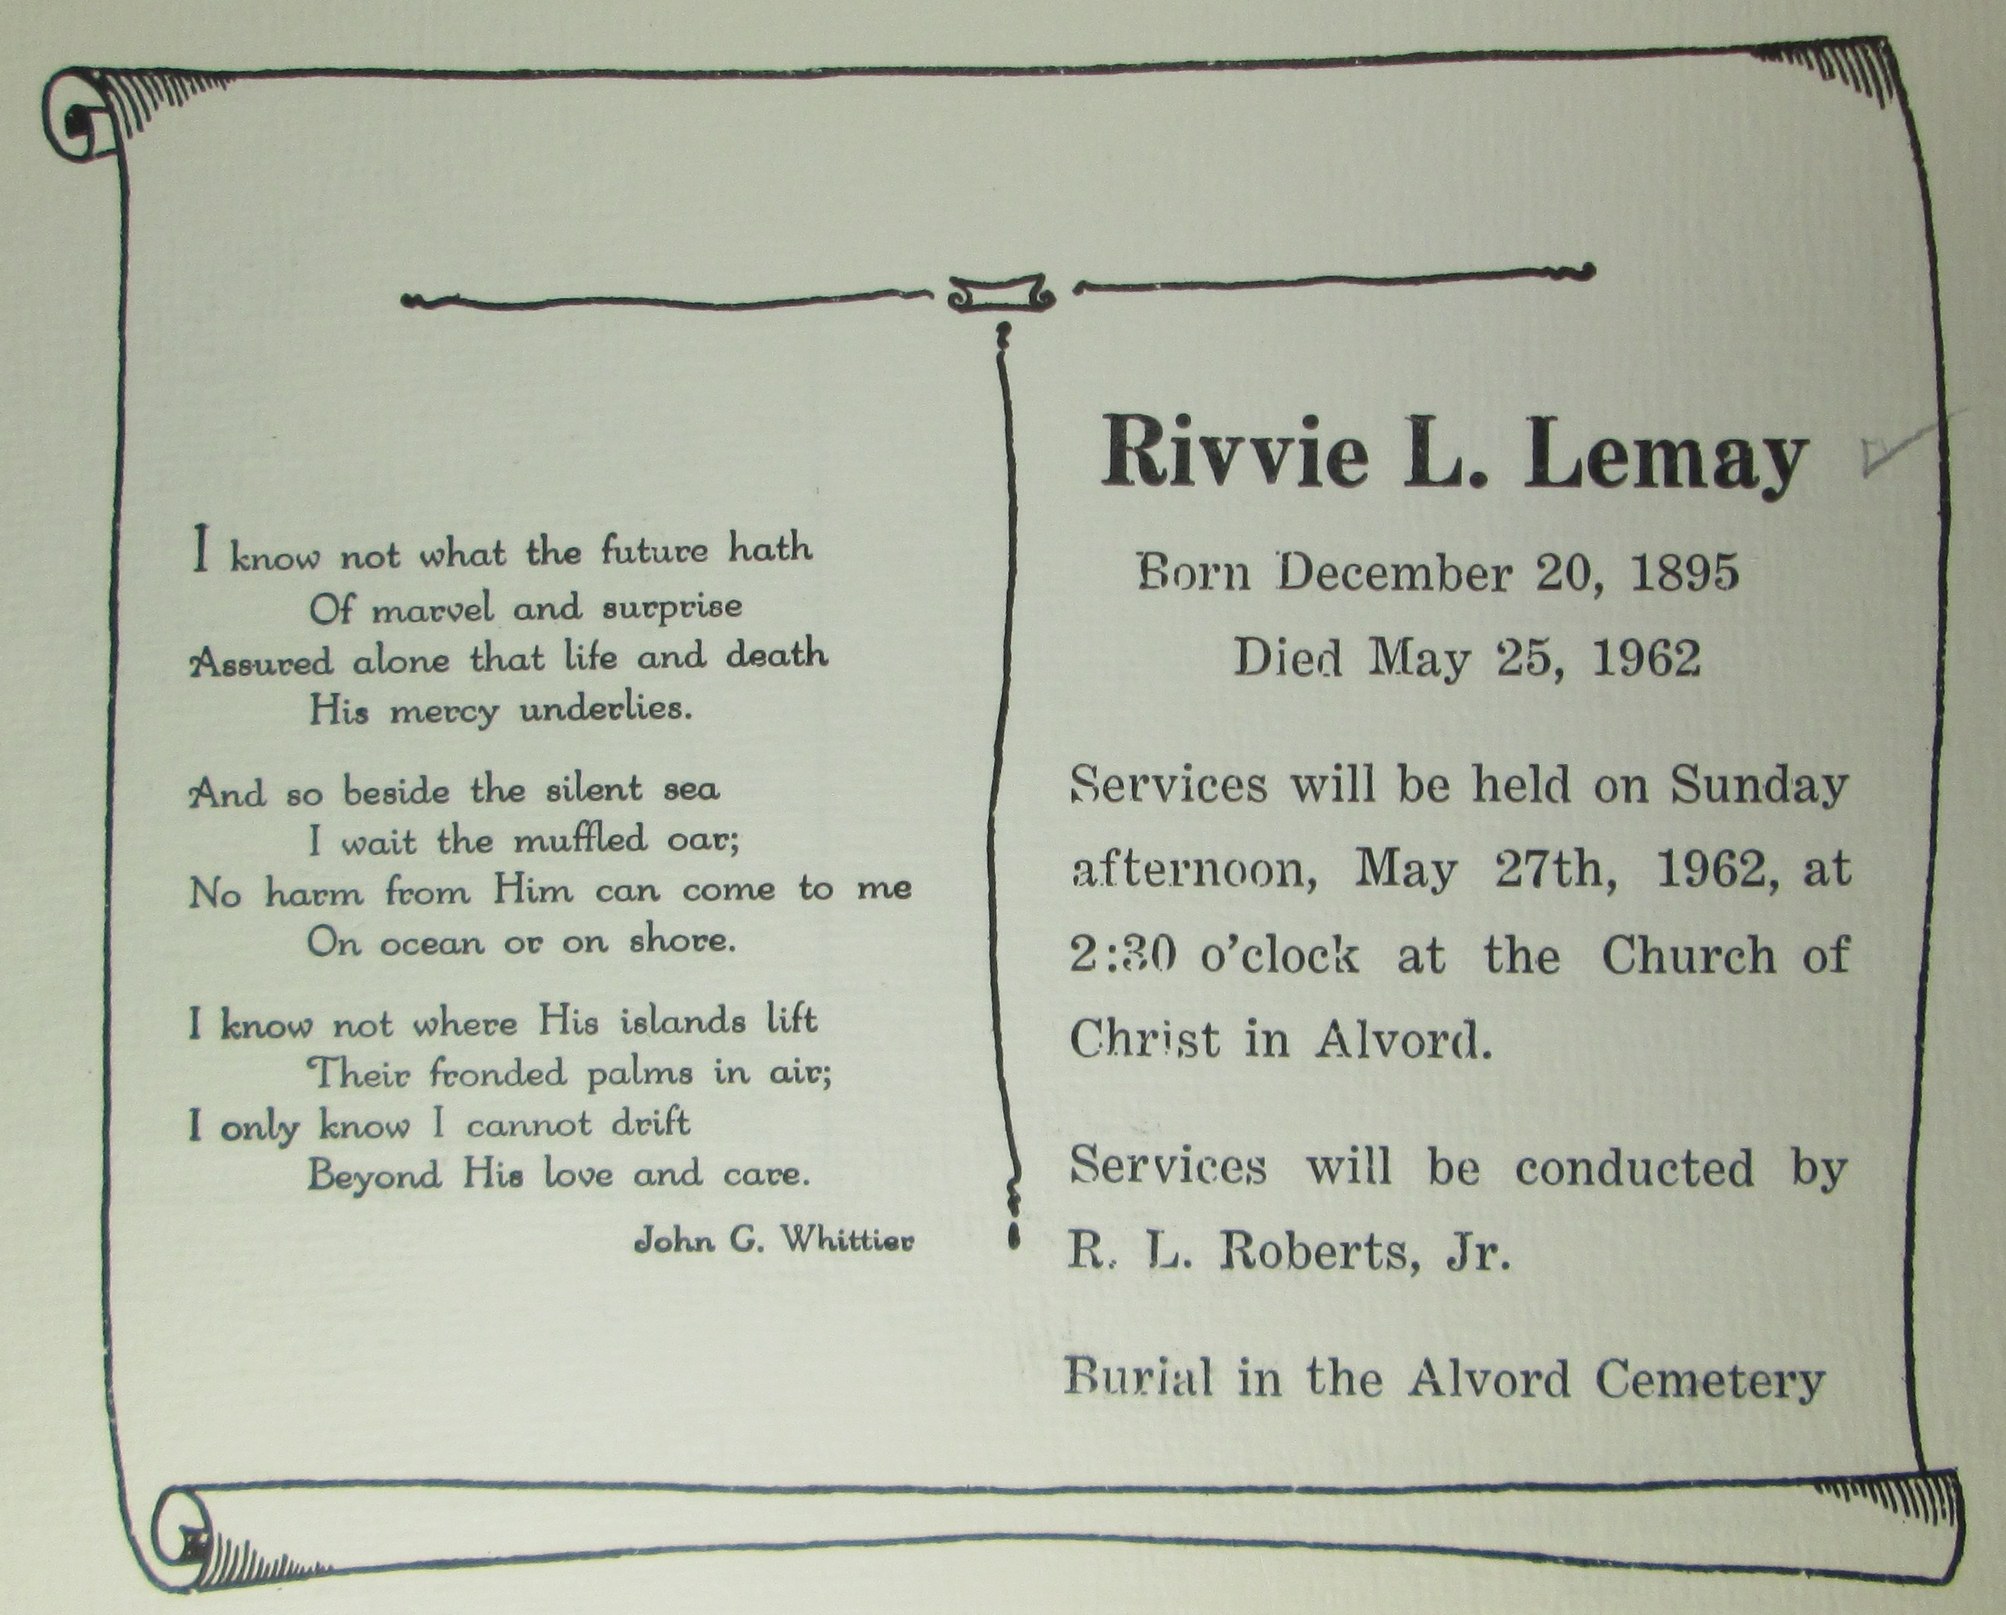 I know not what the future hath
Of marvel and surprise
Assured alone that life and death
His mercy underlies.
And so beside the silent sea
I wait the muffled oar;
No harm from Him can come to me
On ocean or on shore.
I know not where His islands lift
Their fronded palms in air;
I only know I cannot drift
Beyond His love and care.
John G. Whittier
Rivvie L. Lemay
Born December 20, 1895
Died May 25, 1962
Services will be held on Sunday
afternoon, May 27th, 1962, at
2:30 o'clock at the Church of
Christ in Alvord.
Services will be conducted by
R. L. Roberts, Jr.
Burial in the Alvord Cemetery